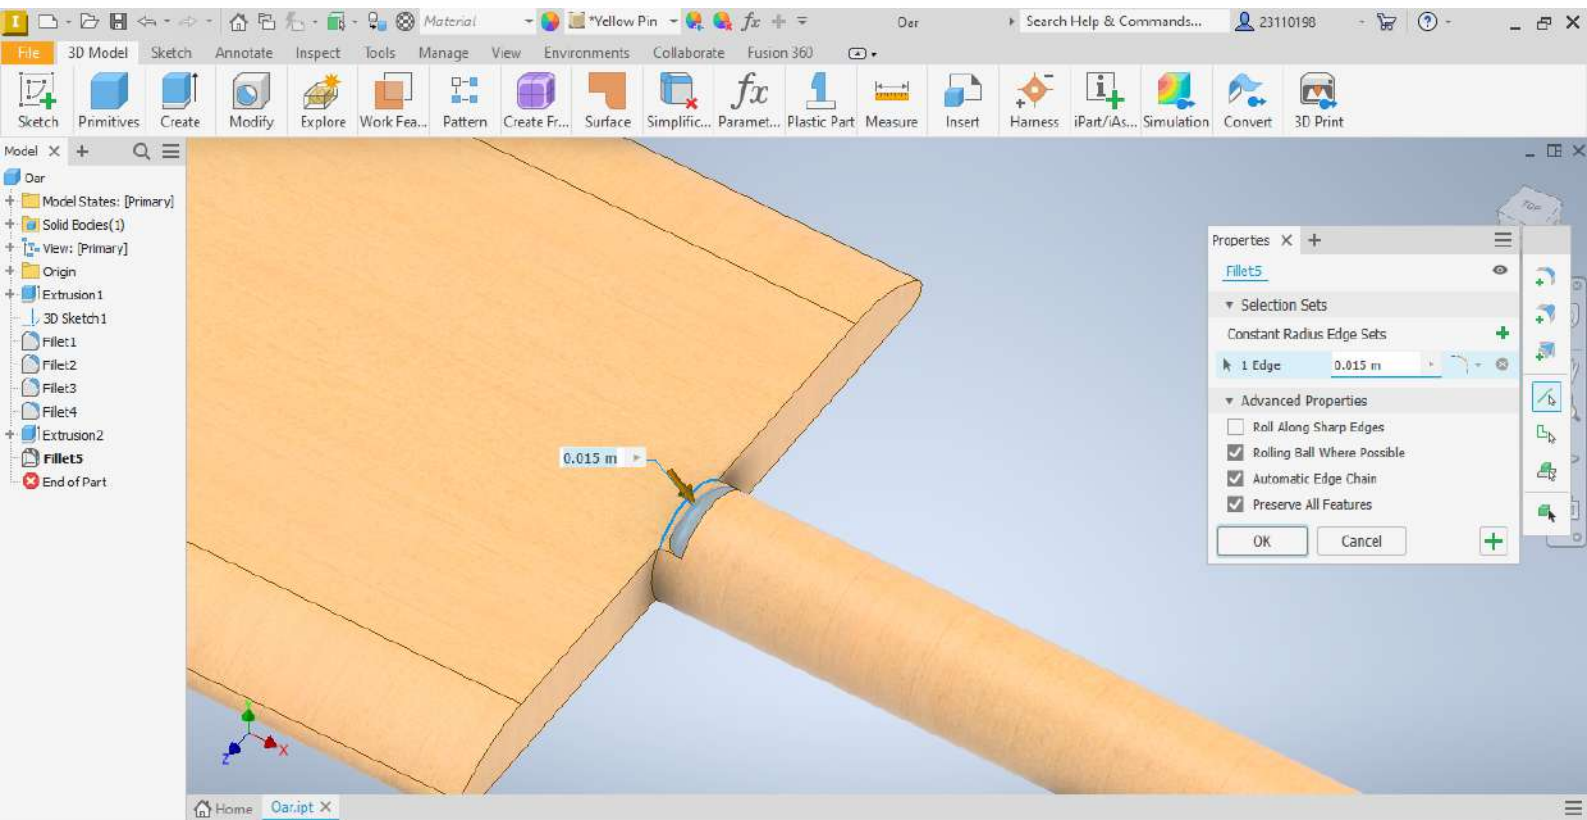 Material
*Yellow Pin
fx
Oar
Search Help & Commands...
23110198
File 3D Model Sketch Annotate Inspect Tools Manage View Environments Collaborate Fusion 360
fx
Sketch Primitives Create Modify Explore Work Fea... Pattern Create Fr... Surface Simplific... Paramet... Plastic Part Measure Insert Harness iPart/iAs... Simulation Convert 3D Print
Model
Oar
Model States: [Primary]
Solid Bodies(1)
View: [Primary]
Origin
Extrusion1
3D Sketch1
Fillet1
Fillet2
Fillet3
Fillet4
Extrusion2
Fillet5
End of Part
0.015 m
TOP
Properties
Fillet5
Selection Sets
Constant Radius Edge Sets
1 Edge 0.015 m
Advanced Properties
Roll Along Sharp Edges
Rolling Ball Where Possible
Automatic Edge Chain
Preserve All Features
OK Cancel
Y
Z
X
Home Oar.ipt